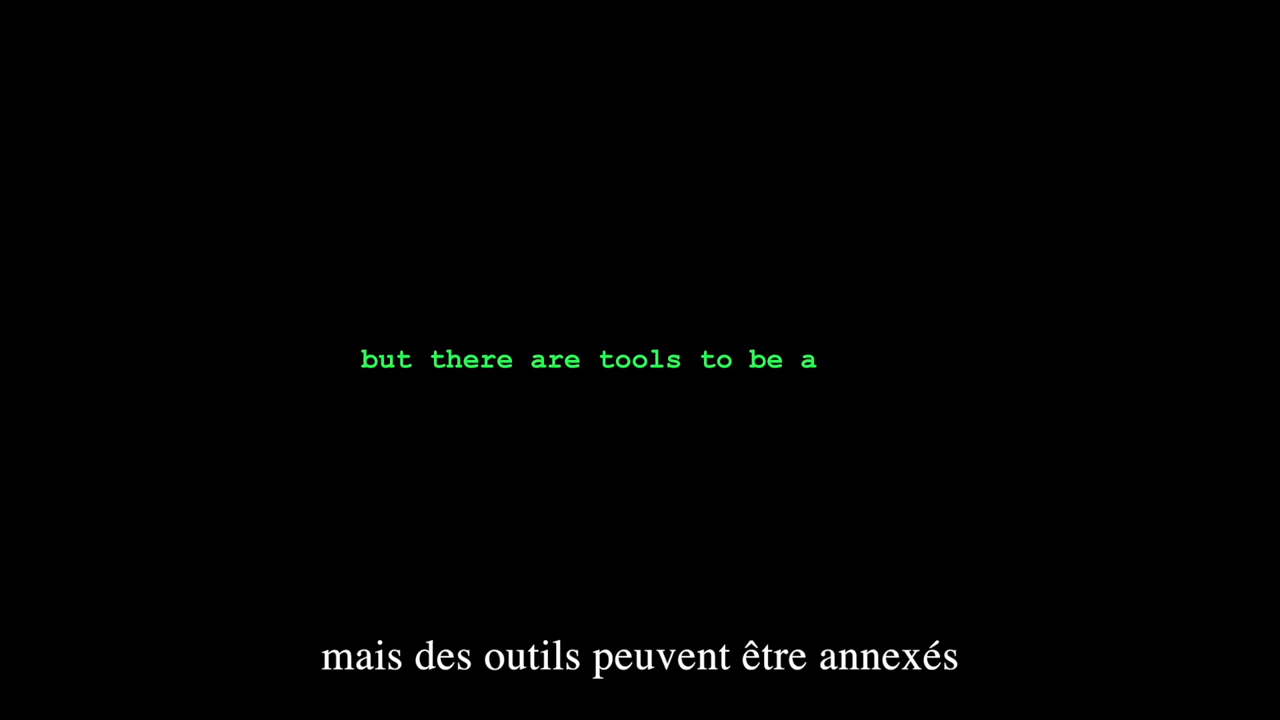 but there are tools to be a
mais des outils peuvent être annexés